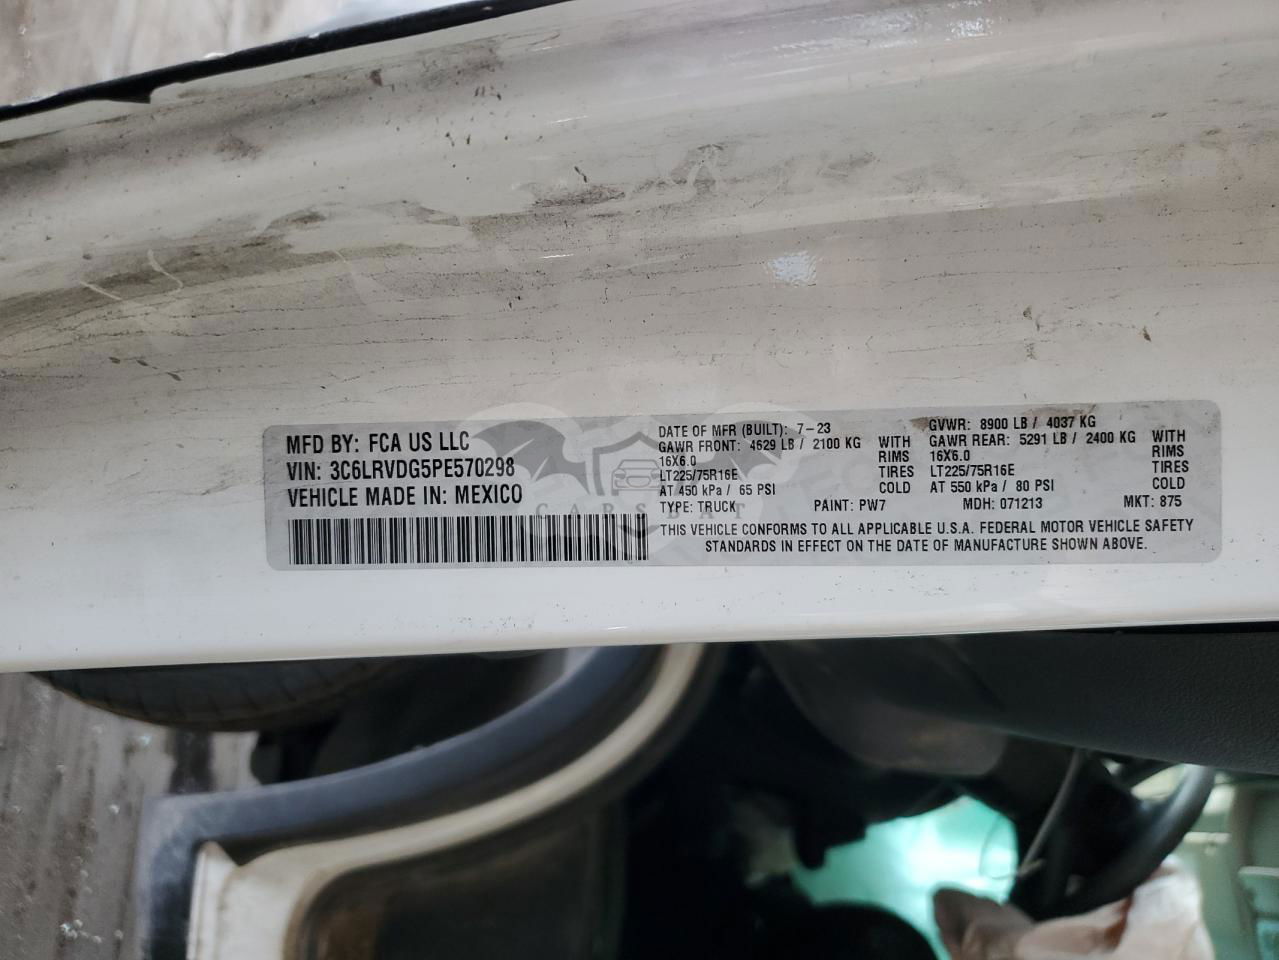 MFD BY: FCA US LLC
VIN: 3C6LRVDG5PE570298
VEHICLE MADE IN: MEXICO
DATE OF MFR (BUILT): 7-23
GVWR: 8900 LB / 4037 KG
GAWR FRONT: 4629 LB / 2100 KG WITH
GAWR REAR: 5291 LB / 2400 KG WITH
16X6.0 RIMS
16X6.0 RIMS
LT225/75R16E TIRES
LT225/75R16E TIRES
AT 450 kPa / 65 PSI COLD
AT 550 kPa / 80 PSI COLD
TYPE: TRUCK PAINT: PW7 MDH: 071213 MKT: 875
THIS VEHICLE CONFORMS TO ALL APPLICABLE U.S.A. FEDERAL MOTOR VEHICLE SAFETY
STANDARDS IN EFFECT ON THE DATE OF MANUFACTURE SHOWN ABOVE.
CARSBAT